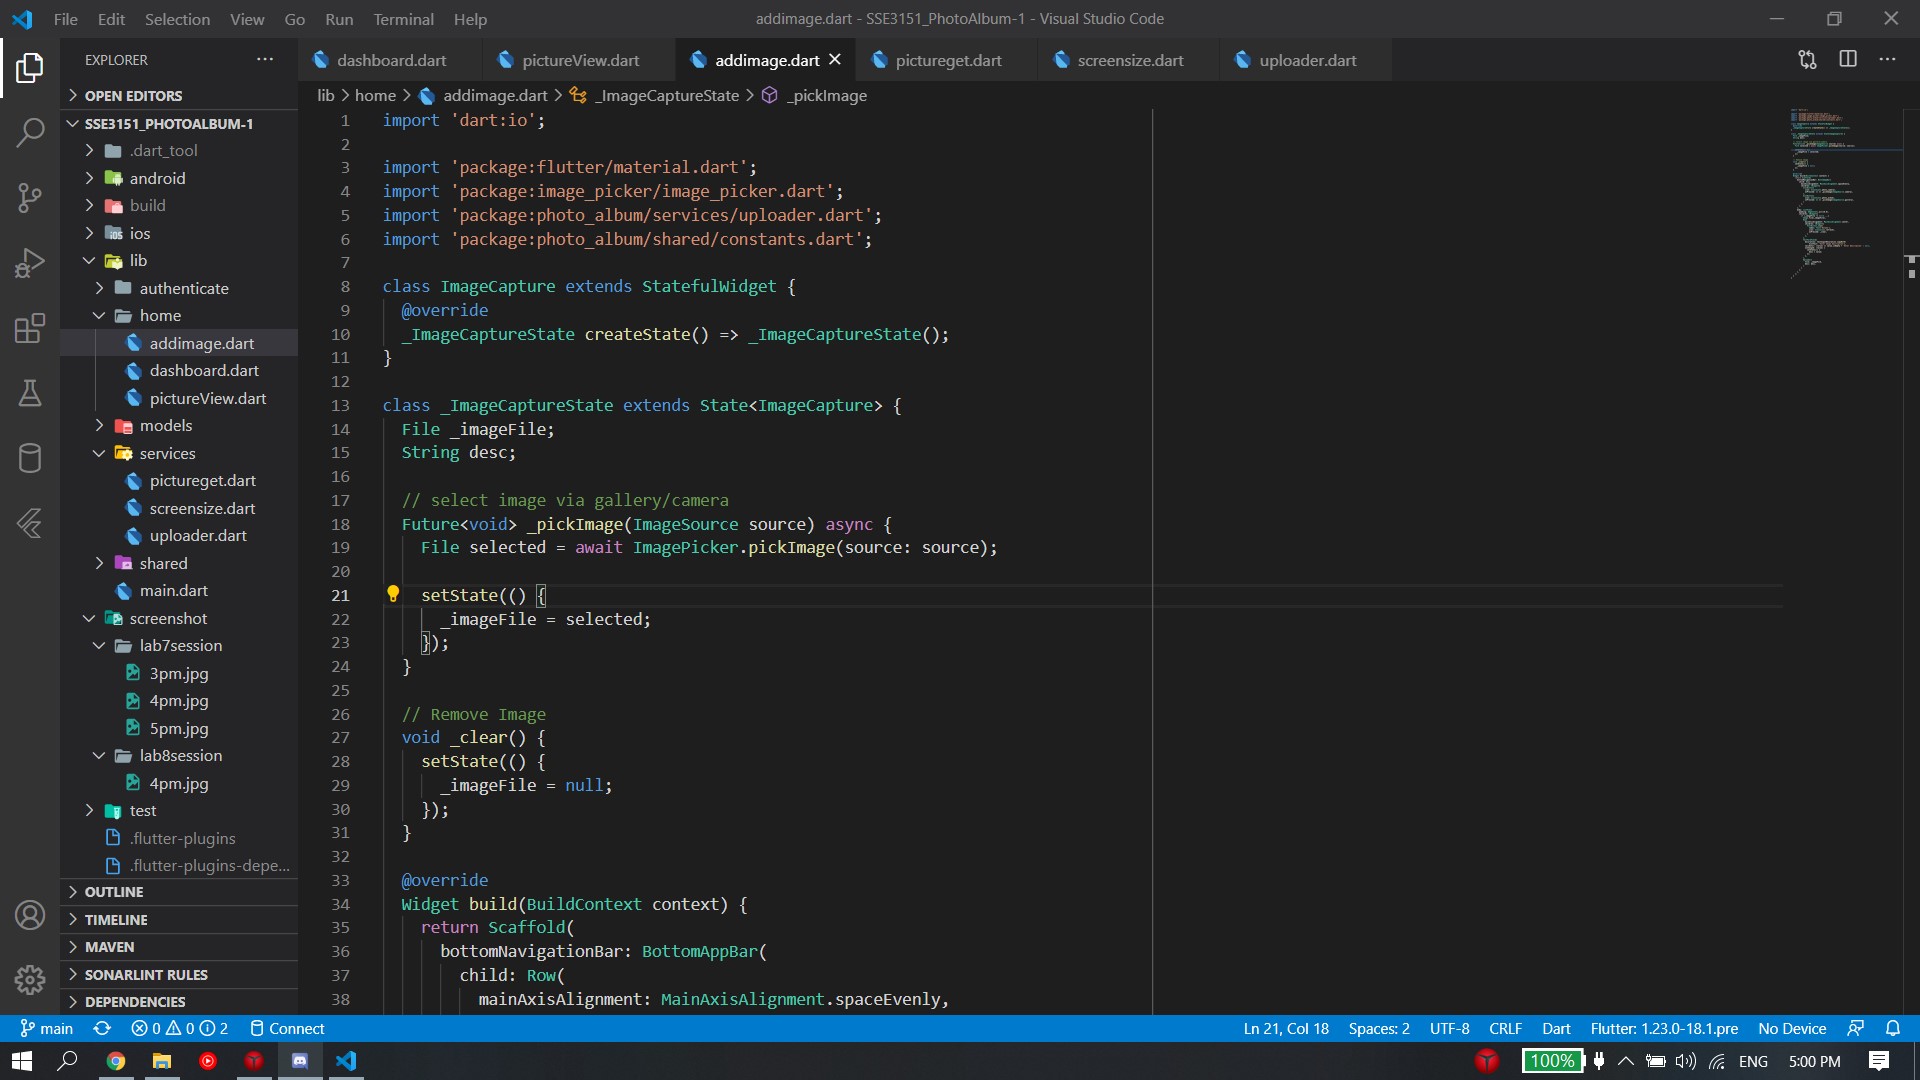 File Edit Selection View Go Run Terminal Help
addimage.dart - SSE3151_PhotoAlbum-1 - Visual Studio Code
EXPLORER
OPEN EDITORS
SSE3151_PHOTOALBUM-1
.dart_tool
android
build
ios
lib
authenticate
home
addimage.dart
dashboard.dart
pictureView.dart
models
services
pictureget.dart
screensize.dart
uploader.dart
shared
main.dart
screenshot
lab7session
3pm.jpg
4pm.jpg
5pm.jpg
lab8session
4pm.jpg
test
.flutter-plugins
.flutter-plugins-depe...
OUTLINE
TIMELINE
MAVEN
SONARLINT RULES
DEPENDENCIES
dashboard.dart pictureView.dart addimage.dart pictureget.dart screensize.dart uploader.dart
lib > home > addimage.dart > _ImageCaptureState > _pickImage
1 import 'dart:io';
2
3 import 'package:flutter/material.dart';
4 import 'package:image_picker/image_picker.dart';
5 import 'package:photo_album/services/uploader.dart';
6 import 'package:photo_album/shared/constants.dart';
7
8 class ImageCapture extends StatefulWidget {
9 @override
10 _ImageCaptureState createState() => _ImageCaptureState();
11 }
12
13 class _ImageCaptureState extends State<ImageCapture> {
14 File _imageFile;
15 String desc;
16
17 // select image via gallery/camera
18 Future<void> _pickImage(ImageSource source) async {
19 File selected = await ImagePicker.pickImage(source: source);
20
21 setState(() {
22 _imageFile = selected;
23 });
24 }
25
26 // Remove Image
27 void _clear() {
28 setState(() {
29 _imageFile = null;
30 });
31 }
32
33 @override
34 Widget build(BuildContext context) {
35 return Scaffold(
36 bottomNavigationBar: BottomAppBar(
37 child: Row(
38 mainAxisAlignment: MainAxisAlignment.spaceEvenly,
main 0 0 2 Connect
Ln 21, Col 18 Spaces: 2 UTF-8 CRLF Dart Flutter: 1.23.0-18.1.pre No Device
100% ENG 5:00 PM